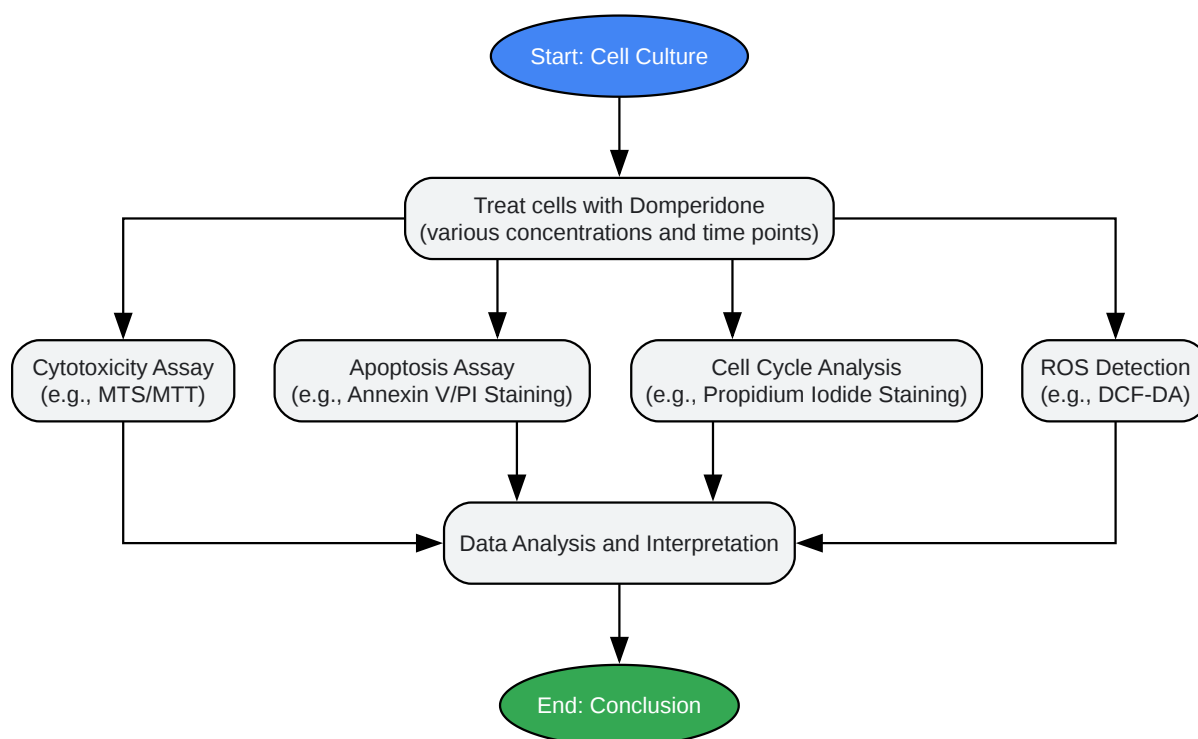 Start: Cell Culture
Treat cells with Domperidone
(various concentrations and time points)
Cytotoxicity Assay
(e.g., MTS/MTT)
Apoptosis Assay
(e.g., Annexin V/PI Staining)
Cell Cycle Analysis
(e.g., Propidium Iodide Staining)
ROS Detection
(e.g., DCF-DA)
Data Analysis and Interpretation
End: Conclusion